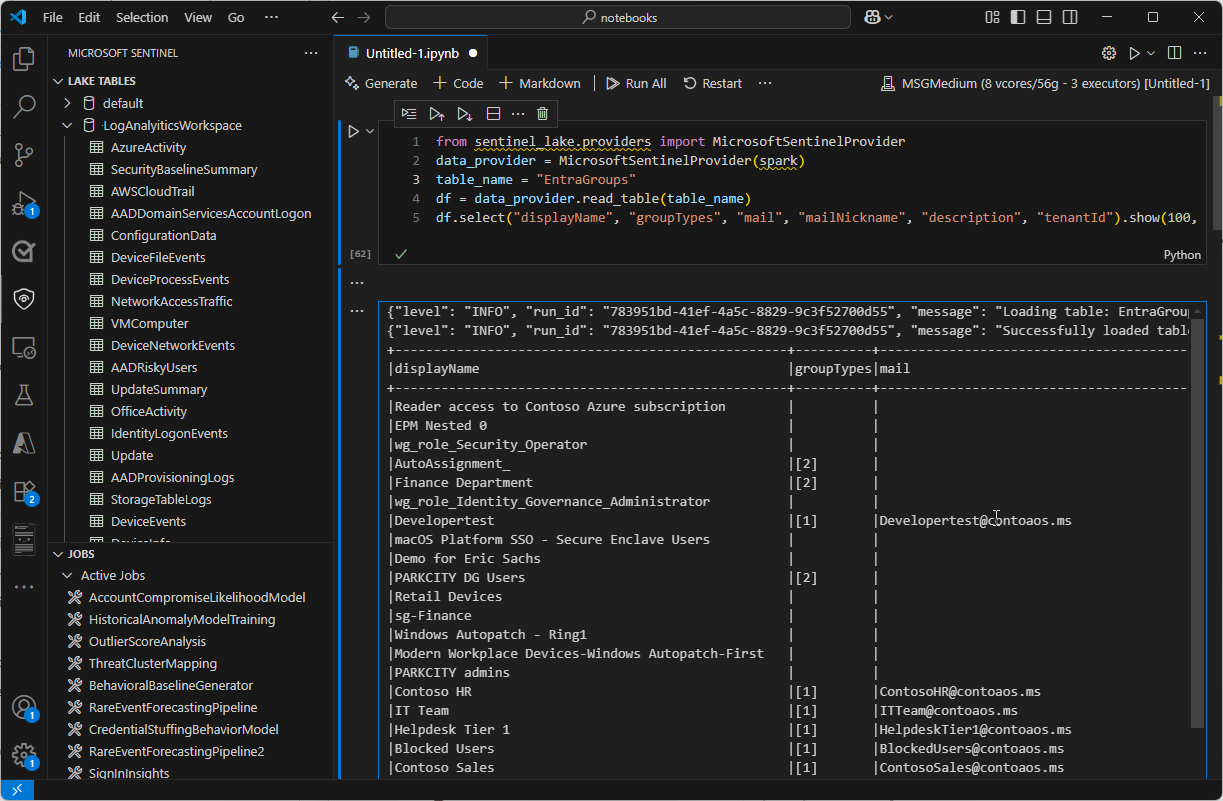 File Edit Selection View Go ··· notebooks
MICROSOFT SENTINEL ···
LAKE TABLES
default
LogAnalyiticsWorkspace
AzureActivity
SecurityBaselineSummary
AWSCloudTrail
AADDomainServicesAccountLogon
ConfigurationData
DeviceFileEvents
DeviceProcessEvents
NetworkAccessTraffic
VMComputer
DeviceNetworkEvents
AADRiskyUsers
UpdateSummary
OfficeActivity
IdentityLogonEvents
Update
AADProvisioningLogs
StorageTableLogs
DeviceEvents
DeviceInfo
JOBS
Active Jobs
AccountCompromiseLikelihoodModel
HistoricalAnomalyModelTraining
OutlierScoreAnalysis
ThreatClusterMapping
BehavioralBaselineGenerator
RareEventForecastingPipeline
CredentialStuffingBehaviorModel
RareEventForecastingPipeline2
SignInInsights
1
2
1
1
Untitled-1.ipynb
Generate + Code + Markdown Run All Restart ··· MSGMedium (8 vcores/56g - 3 executors) [Untitled-1]
1 from sentinel_lake.providers import MicrosoftSentinelProvider
2 data_provider = MicrosoftSentinelProvider(spark)
3 table_name = "EntraGroups"
4 df = data_provider.read_table(table_name)
5 df.select("displayName", "groupTypes", "mail", "mailNickname", "description", "tenantId").show(100,
[62] Python
{"level": "INFO", "run_id": "783951bd-41ef-4a5c-8829-9c3f52700d55", "message": "Loading table: EntraGrou
{"level": "INFO", "run_id": "783951bd-41ef-4a5c-8829-9c3f52700d55", "message": "Successfully loaded tabl
|displayName |groupTypes|mail
|Reader access to Contoso Azure subscription | |
|EPM Nested 0 | |
|wg_role_Security_Operator | |
|AutoAssignment_ |[2] |
|Finance Department |[2] |
|wg_role_Identity_Governance_Administrator | |
|Developertest |[1] |Developertest@contoaos.ms
|macOS Platform SSO - Secure Enclave Users | |
|Demo for Eric Sachs | |
|PARKCITY DG Users |[2] |
|Retail Devices | |
|sg-Finance | |
|Windows Autopatch - Ring1 | |
|Modern Workplace Devices-Windows Autopatch-First | |
|PARKCITY admins | |
|Contoso HR |[1] |ContosoHR@contoaos.ms
|IT Team |[1] |ITTeam@contoaos.ms
|Helpdesk Tier 1 |[1] |HelpdeskTier1@contoaos.ms
|Blocked Users |[1] |BlockedUsers@contoaos.ms
|Contoso Sales |[1] |ContosoSales@contoaos.ms